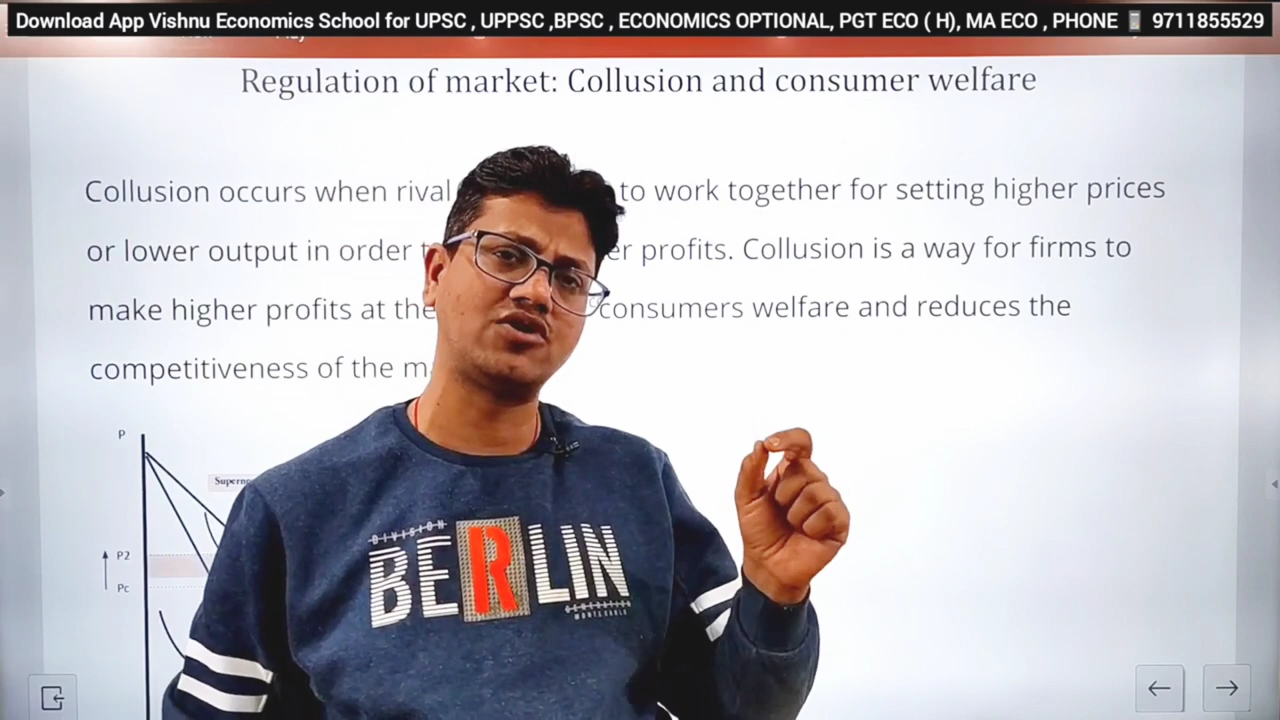 Download App Vishnu Economics School for UPSC , UPPSC ,BPSC , ECONOMICS OPTIONAL, PGT ECO ( H), MA ECO , PHONE 9711855529
Regulation of market: Collusion and consumer welfare
Collusion occurs when rival to work together for setting higher prices
or lower output in order profits. Collusion is a way for firms to
make higher profits at the consumers welfare and reduces the
competitiveness of the
P
P2
Pc
DIVISION
BERLIN